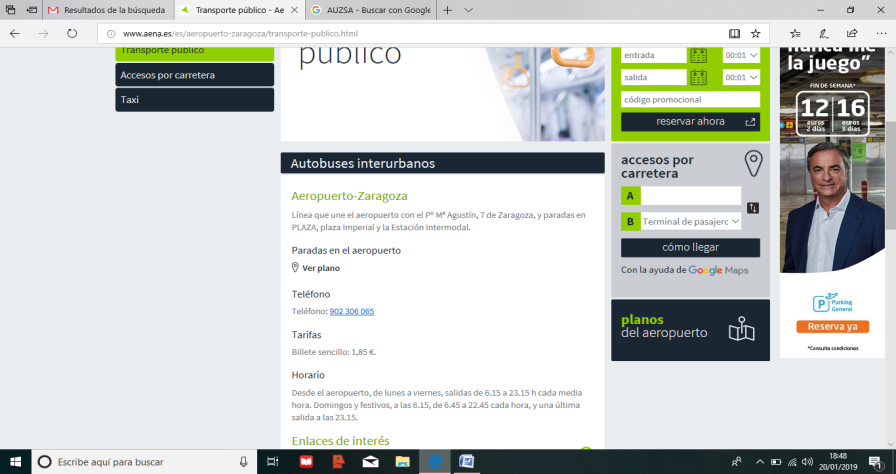 Resultados de la búsqueda
Transporte público - Ae
AUZSA - Buscar con Google
www.aena.es/es/aeropuerto-zaragoza/transporte-publico.html
Transporte público
Accesos por carretera
Taxi
público
Autobuses interurbanos
Aeropuerto-Zaragoza
Línea que une el aeropuerto con el Pº Mª Agustín, 7 de Zaragoza, y paradas en
PLAZA, plaza Imperial y la Estación Intermodal.
Paradas en el aeropuerto
Ver plano
Teléfono
Teléfono: 902 306 065
Tarifas
Billete sencillo: 1,85 €.
Horario
Desde el aeropuerto, de lunes a viernes, salidas de 6.15 a 23.15 h cada media
hora. Domingos y festivos, a las 6.15, de 6.45 a 22.45 cada hora, y una última
salida a las 23.15.
Enlaces de interés
entrada
00:01
salida
00:01
código promocional
reservar ahora
accesos por
carretera
A
B Terminal de pasajerc
cómo llegar
Con la ayuda de Google Maps
planos
del aeropuerto
nunca me
la juego”
FIN DE SEMANA*
12 16
euros euros
2 días 3 días
P Parking
General
Reserva ya
*Consulta condiciones
Escribe aquí para buscar
18:48
20/01/2019